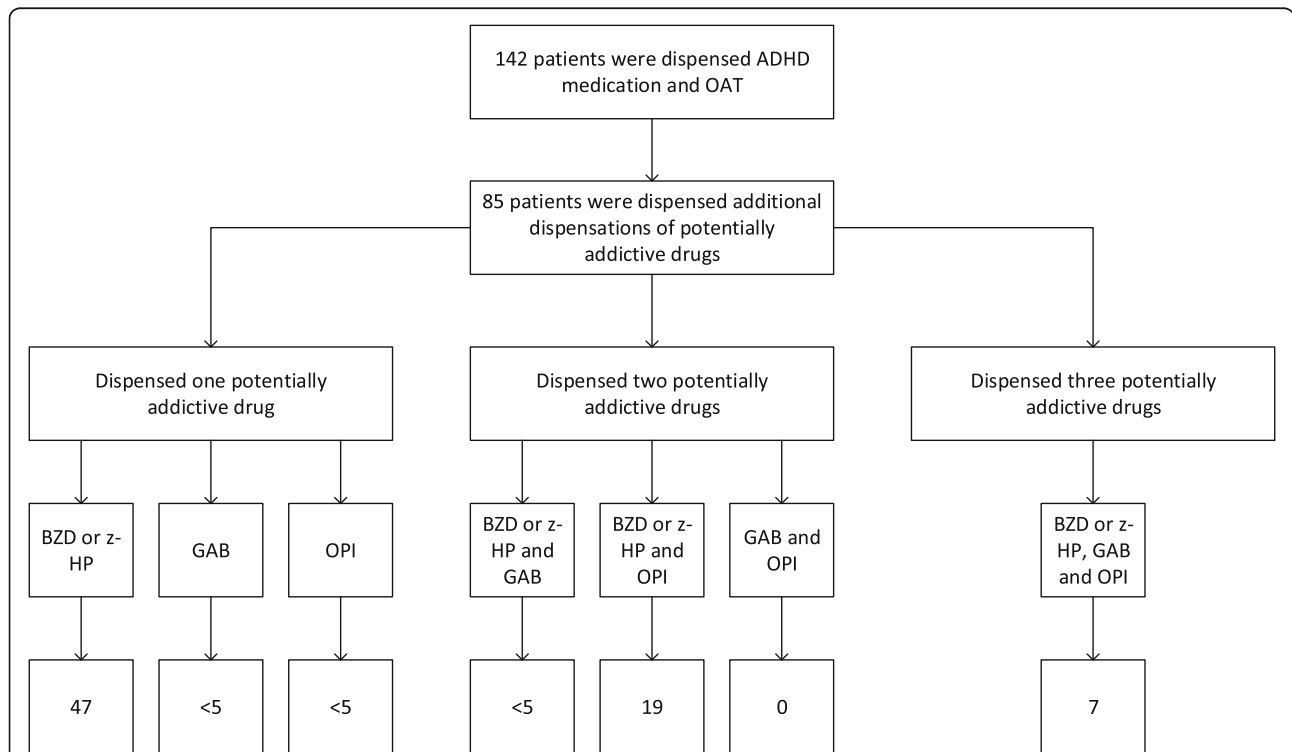 142 patients were dispensed ADHD
medication and OAT
85 patients were dispensed additional
dispensations of potentially
addictive drugs
Dispensed one potentially
addictive drug
Dispensed two potentially
addictive drugs
Dispensed three potentially
addictive drugs
BZD or z-
HP
GAB
OPI
BZD or z-
HP and
GAB
BZD or z-
HP and
OPI
GAB and
OPI
BZD or z-
HP, GAB
and OPI
47
<5
<5
<5
19
0
7